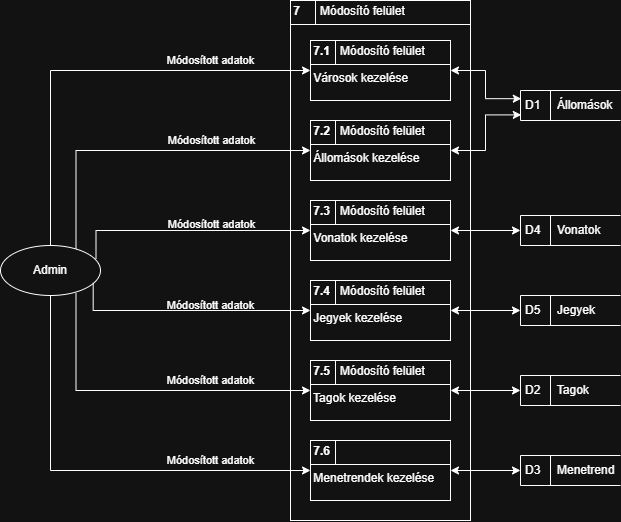 7 Módosító felület
Módosított adatok
7.1 Módosító felület
Városok kezelése
D1 Állomások
Módosított adatok
7.2 Módosító felület
Állomások kezelése
Módosított adatok
7.3 Módosító felület
Vonatok kezelése
D4 Vonatok
Admin
Módosított adatok
7.4 Módosító felület
Jegyek kezelése
D5 Jegyek
Módosított adatok
7.5 Módosító felület
Tagok kezelése
D2 Tagok
Módosított adatok
7.6
Menetrendek kezelése
D3 Menetrend